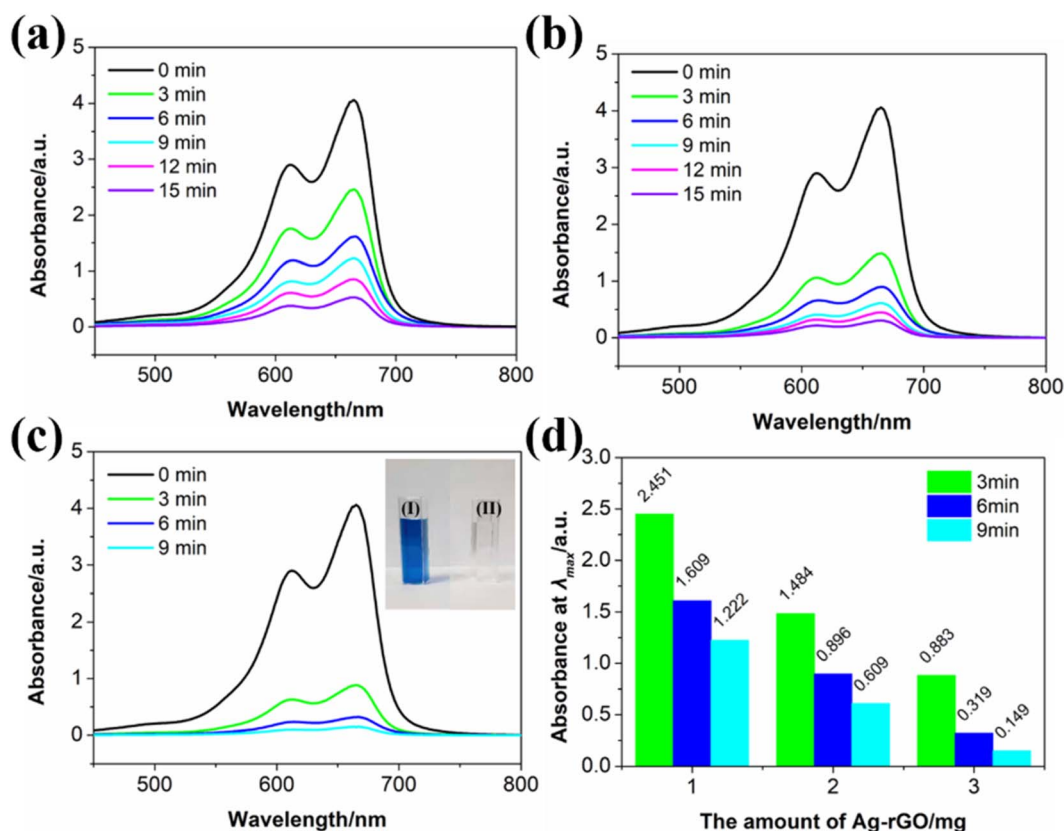 (a)
5
4
3
2
1
0
Absorbance/a.u.
0 min
3 min
6 min
9 min
12 min
15 min
500
600
700
800
Wavelength/nm
(b)
5
4
3
2
1
0
Absorbance/a.u.
0 min
3 min
6 min
9 min
12 min
15 min
500
600
700
800
Wavelength/nm
(c)
5
4
3
2
1
0
Absorbance/a.u.
0 min
3 min
6 min
9 min
(I)
(II)
500
600
700
800
Wavelength/nm
(d)
3.0
2.5
2.0
1.5
1.0
0.5
0.0
Absorbance at λmax/a.u.
3min
6min
9min
2.451
1.609
1.222
1.484
0.896
0.609
0.883
0.319
0.149
1
2
3
The amount of Ag-rGO/mg